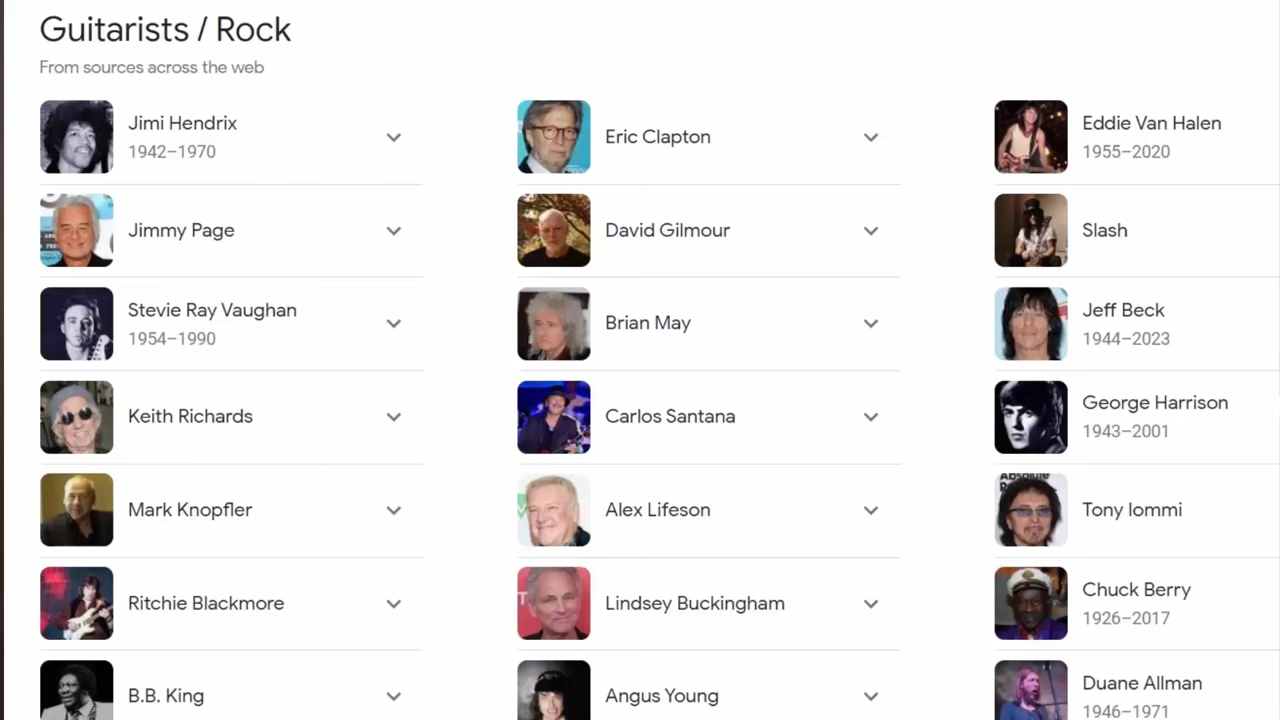 Guitarists / Rock
From sources across the web
Jimi Hendrix
1942–1970
Eric Clapton
Eddie Van Halen
1955–2020
Jimmy Page
David Gilmour
Slash
Stevie Ray Vaughan
1954–1990
Brian May
Jeff Beck
1944–2023
Keith Richards
Carlos Santana
George Harrison
1943–2001
Mark Knopfler
Alex Lifeson
Absolute
Tony Iommi
Ritchie Blackmore
Lindsey Buckingham
Chuck Berry
1926–2017
B.B. King
Angus Young
Duane Allman
1946–1971